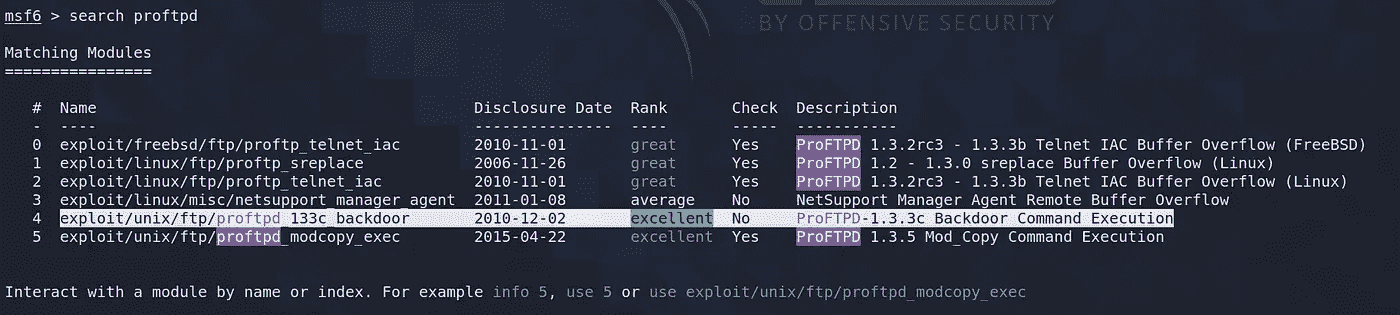 msf6 > search proftpd
BY OFFENSIVE SECURITY
Matching Modules
================
# Name Disclosure Date Rank Check Description
- ---- --------------- ---- ----- -----------
0 exploit/freebsd/ftp/proftp_telnet_iac 2010-11-01 great Yes ProFTPD 1.3.2rc3 - 1.3.3b Telnet IAC Buffer Overflow (FreeBSD)
1 exploit/linux/ftp/proftp_sreplace 2006-11-26 great Yes ProFTPD 1.2 - 1.3.0 sreplace Buffer Overflow (Linux)
2 exploit/linux/ftp/proftp_telnet_iac 2010-11-01 great Yes ProFTPD 1.3.2rc3 - 1.3.3b Telnet IAC Buffer Overflow (Linux)
3 exploit/linux/misc/netsupport_manager_agent 2011-01-08 average No NetSupport Manager Agent Remote Buffer Overflow
4 exploit/unix/ftp/proftpd_133c_backdoor 2010-12-02 excellent No ProFTPD-1.3.3c Backdoor Command Execution
5 exploit/unix/ftp/proftpd_modcopy_exec 2015-04-22 excellent Yes ProFTPD 1.3.5 Mod_Copy Command Execution
Interact with a module by name or index. For example info 5, use 5 or use exploit/unix/ftp/proftpd_modcopy_exec